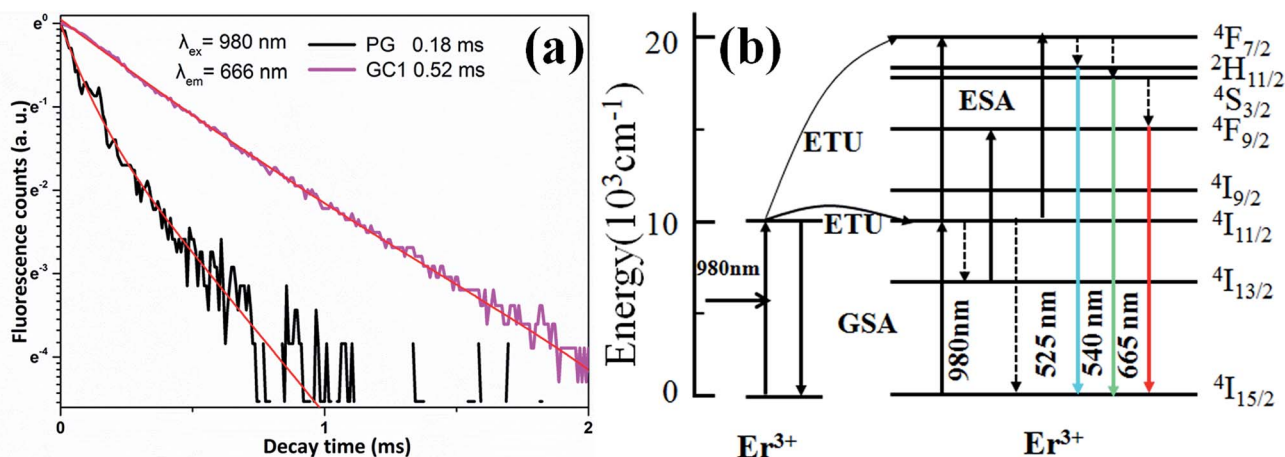 (a)
λex= 980 nm
λem= 666 nm
PG 0.18 ms
GC1 0.52 ms
Fluorescence counts (a. u.)
e⁰
e⁻¹
e⁻²
e⁻³
e⁻⁴
0
1
2
Decay time (ms)
(b)
Energy(10³cm⁻¹)
20
10
0
980nm
ETU
ETU
ESA
GSA
980nm
525 nm
540 nm
665 nm
⁴F7/2
²H11/2
⁴S3/2
⁴F9/2
⁴I9/2
⁴I11/2
⁴I13/2
⁴I15/2
Er³⁺
Er³⁺